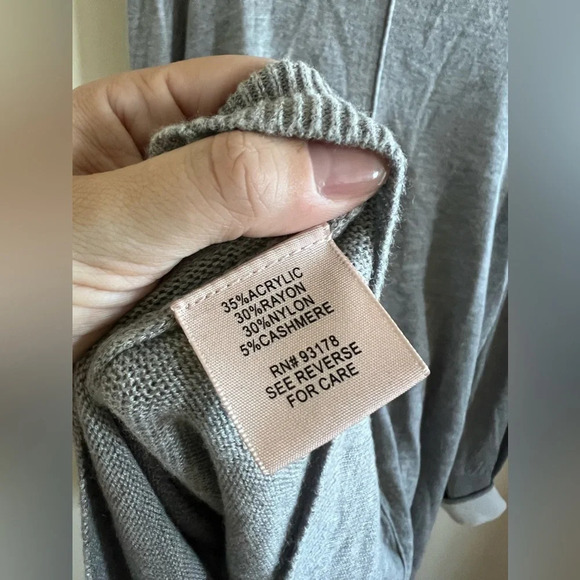 35%ACRYLIC
30%RAYON
30%NYLON
5%CASHMERE
RN# 93178
SEE REVERSE
FOR CARE